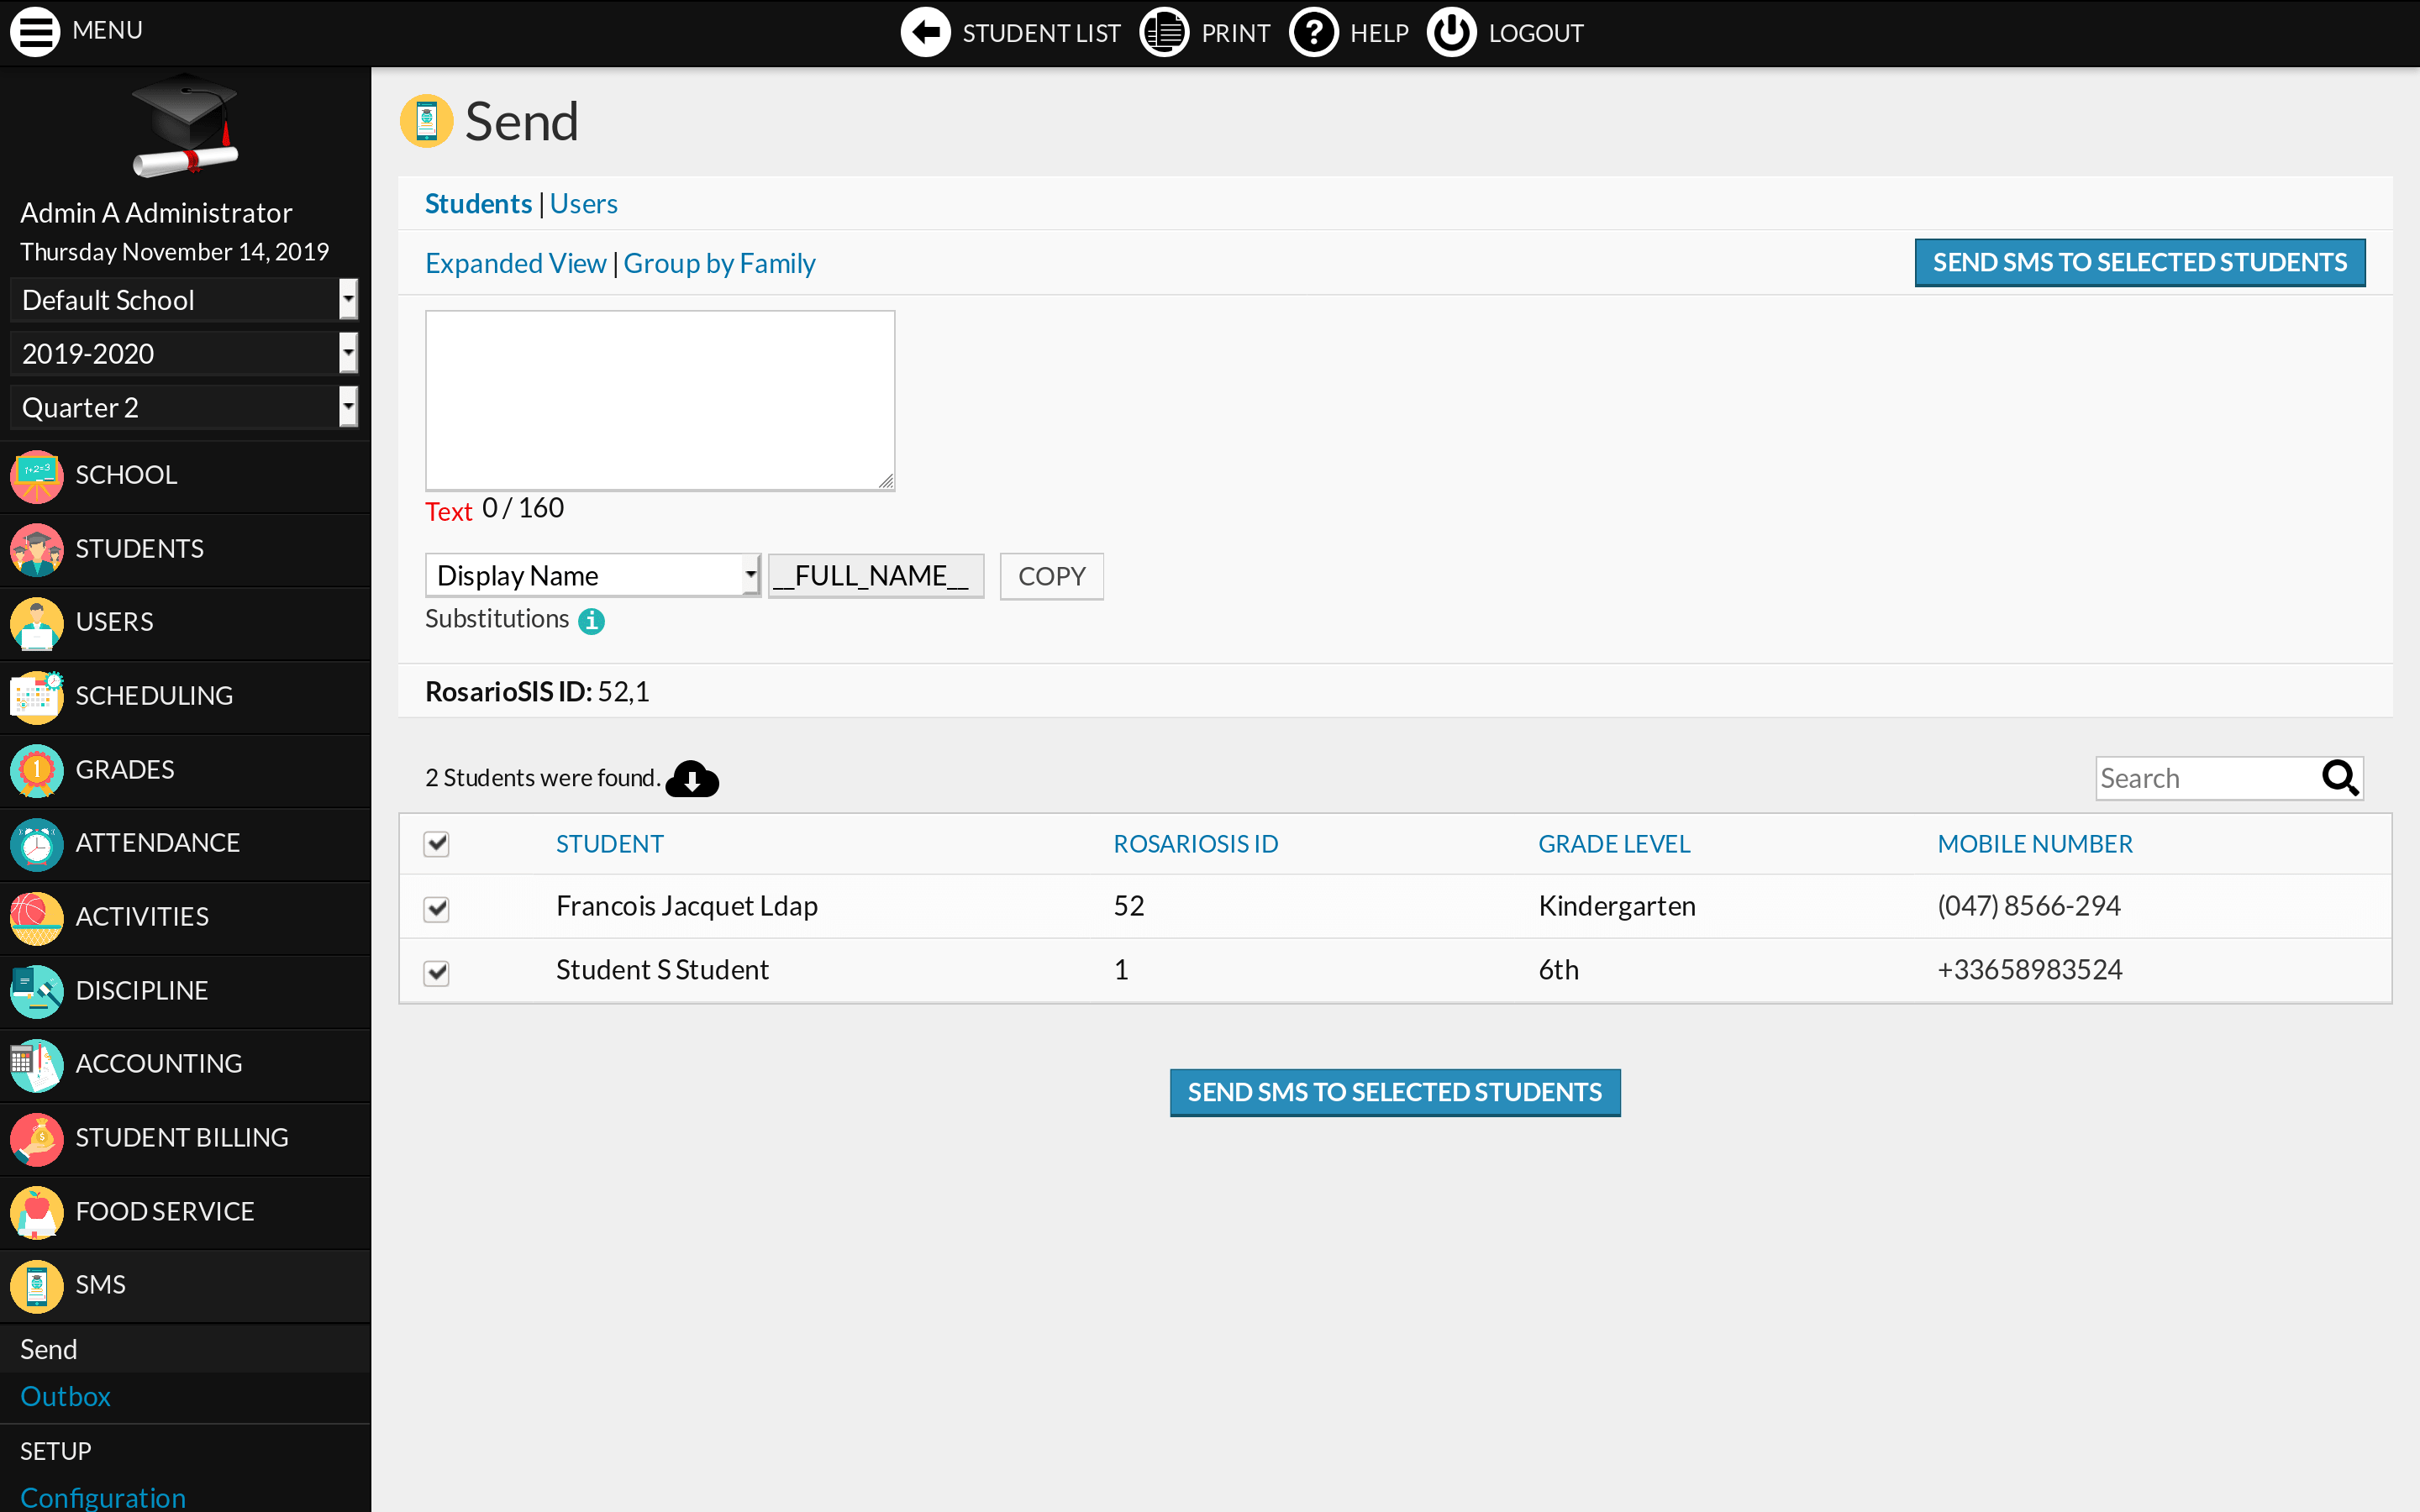 MENU
STUDENT LIST PRINT HELP LOGOUT
Admin A Administrator
Thursday November 14, 2019
Default School
2019-2020
Quarter 2
SCHOOL
STUDENTS
USERS
SCHEDULING
GRADES
ATTENDANCE
ACTIVITIES
DISCIPLINE
ACCOUNTING
STUDENT BILLING
FOOD SERVICE
SMS
Send
Outbox
SETUP
Configuration
Send
Students | Users
Expanded View | Group by Family
SEND SMS TO SELECTED STUDENTS
Text 0 / 160
Display Name __FULL_NAME__ COPY
Substitutions
RosarioSIS ID: 52,1
2 Students were found.
Search
STUDENT ROSARIOSIS ID GRADE LEVEL MOBILE NUMBER
Francois Jacquet Ldap 52 Kindergarten (047) 8566-294
Student S Student 1 6th +33658983524
SEND SMS TO SELECTED STUDENTS